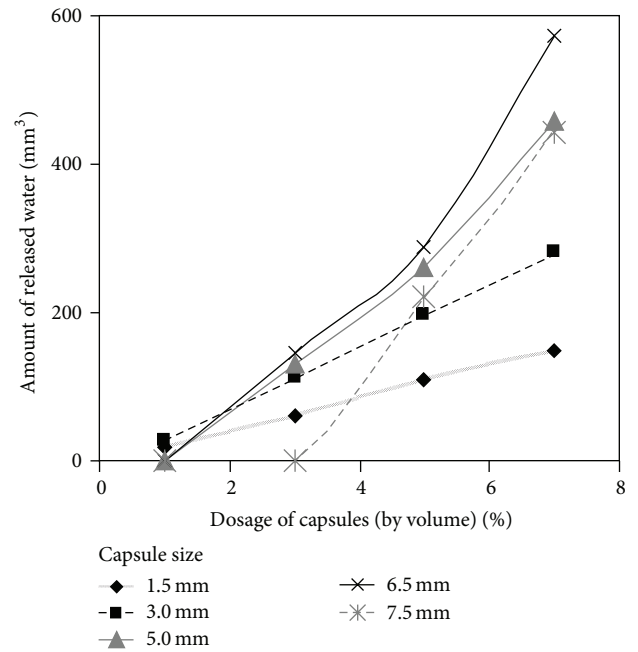 600
400
200
0
0
2
4
6
8
Amount of released water (mm³)
Dosage of capsules (by volume) (%)
Capsule size
1.5 mm
3.0 mm
5.0 mm
6.5 mm
7.5 mm